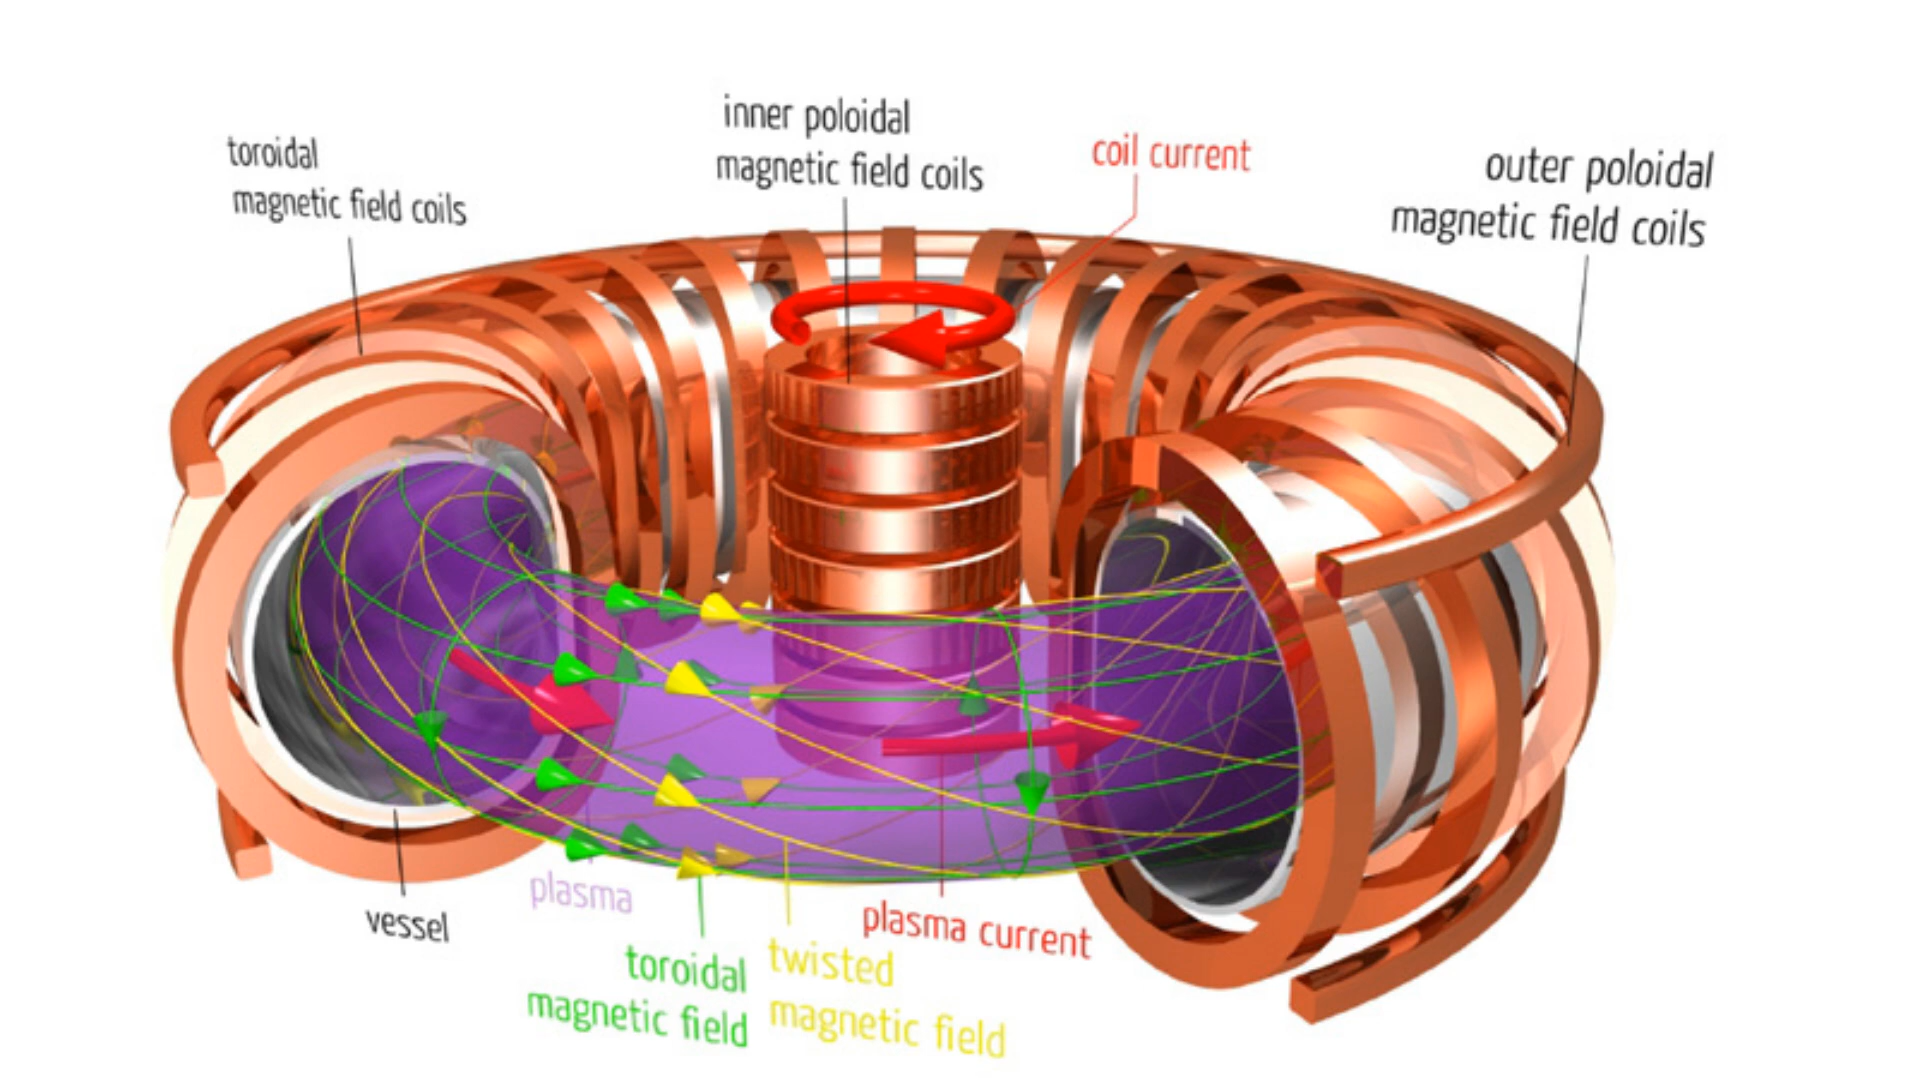 toroidal
magnetic field coils
inner poloidal
magnetic field coils
coil current
outer poloidal
magnetic field coils
vessel
plasma
toroidal
magnetic field
twisted
magnetic field
plasma current